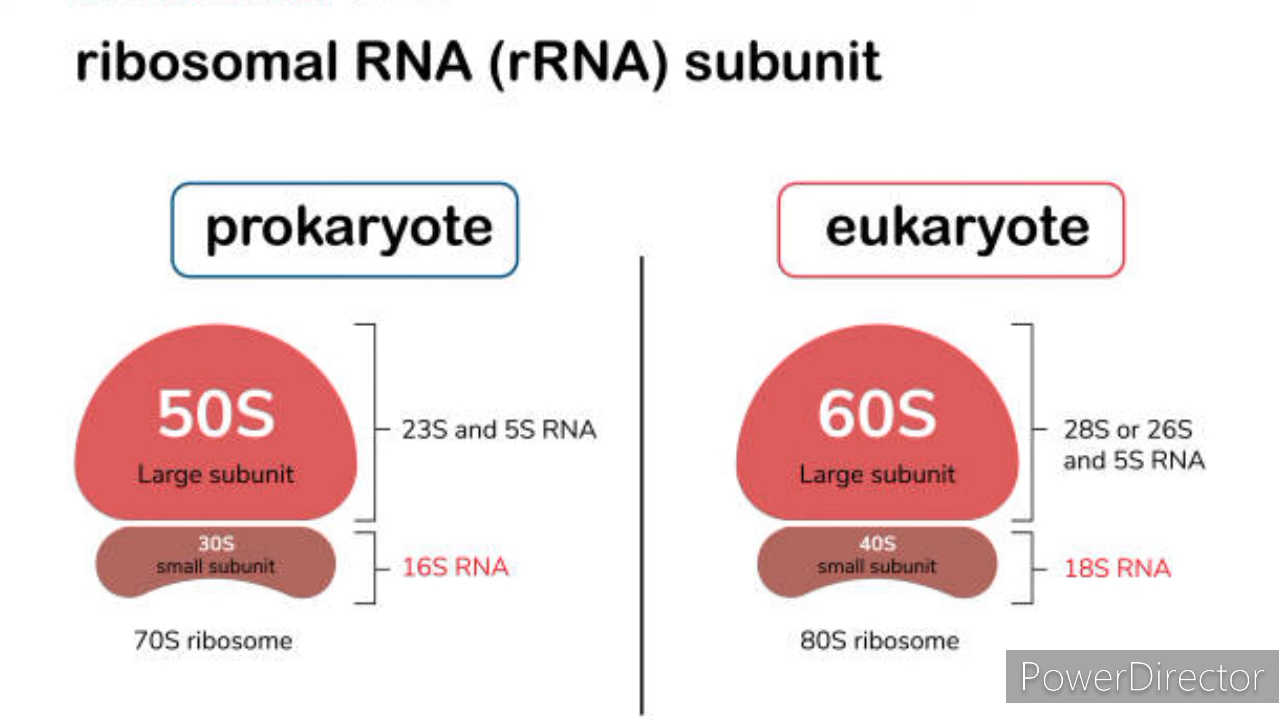 ribosomal RNA (rRNA) subunit
prokaryote
50S
Large subunit
23S and 5S RNA
30S
small subunit
16S RNA
70S ribosome
eukaryote
60S
Large subunit
28S or 26S
and 5S RNA
40S
small subunit
18S RNA
80S ribosome
PowerDirector